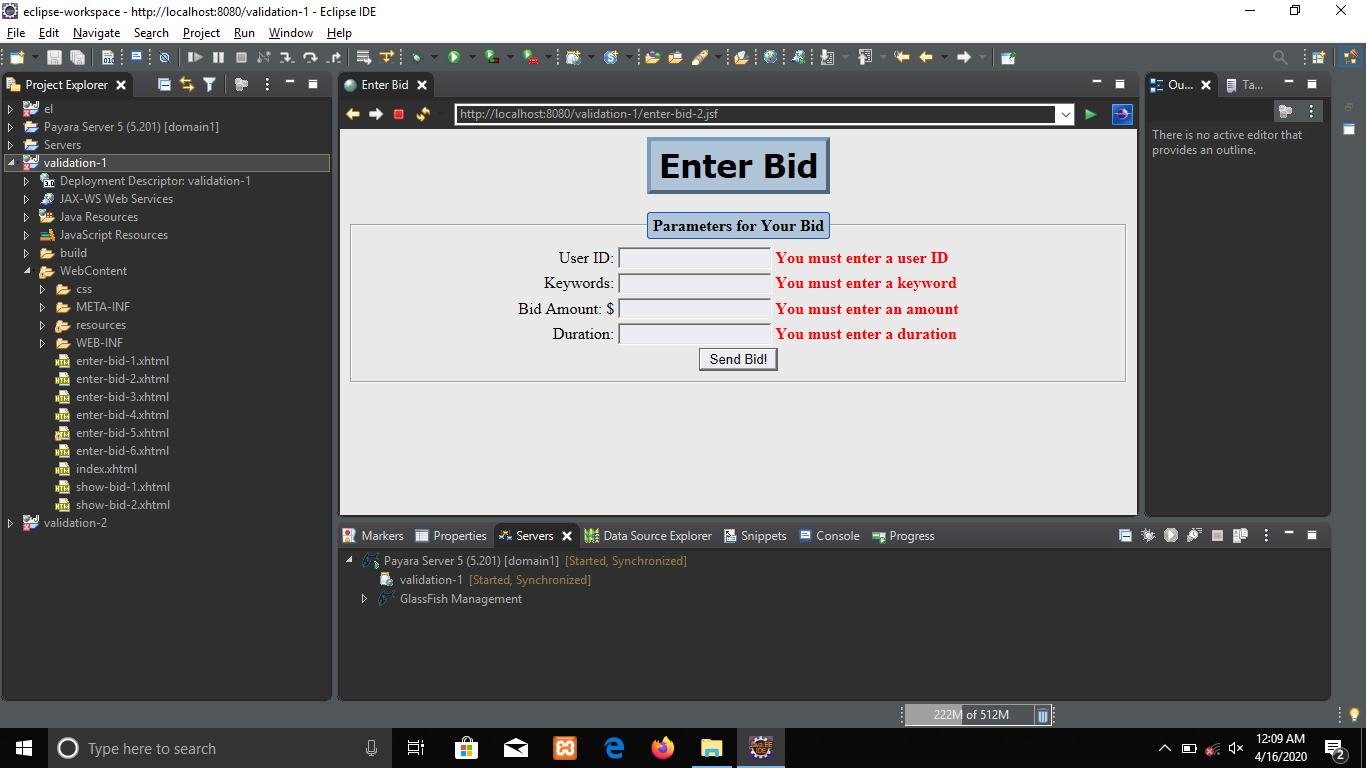 eclipse-workspace - http://localhost:8080/validation-1 - Eclipse IDE
File Edit Navigate Search Project Run Window Help
Project Explorer
el
Payara Server 5 (5.201) [domain1]
Servers
validation-1
Deployment Descriptor: validation-1
JAX-WS Web Services
Java Resources
JavaScript Resources
build
WebContent
css
META-INF
resources
WEB-INF
enter-bid-1.xhtml
enter-bid-2.xhtml
enter-bid-3.xhtml
enter-bid-4.xhtml
enter-bid-5.xhtml
enter-bid-6.xhtml
index.xhtml
show-bid-1.xhtml
show-bid-2.xhtml
validation-2
Enter Bid
http://localhost:8080/validation-1/enter-bid-2.jsf
Enter Bid
Parameters for Your Bid
User ID: You must enter a user ID
Keywords: You must enter a keyword
Bid Amount: $ You must enter an amount
Duration: You must enter a duration
Send Bid!
Ou... Ta...
There is no active editor that
provides an outline.
Markers Properties Servers Data Source Explorer Snippets Console Progress
Payara Server 5 (5.201) [domain1] [Started, Synchronized]
validation-1 [Started, Synchronized]
GlassFish Management
222M of 512M
Type here to search
12:09 AM
4/16/2020
2